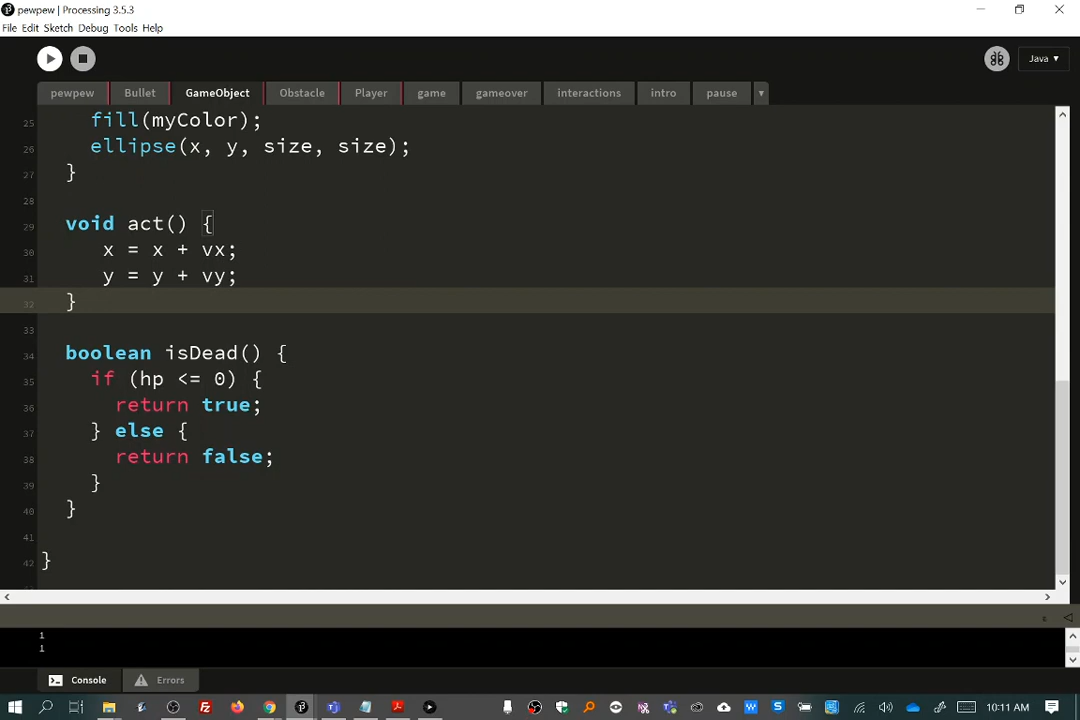 pewpew | Processing 3.5.3
File Edit Sketch Debug Tools Help
Java ▾
pewpew Bullet GameObject Obstacle Player game gameover interactions intro pause ▾
25 fill(myColor);
26 ellipse(x, y, size, size);
27 }
28
29 void act() {
30 x = x + vx;
31 y = y + vy;
32 }
33
34 boolean isDead() {
35 if (hp <= 0) {
36 return true;
37 } else {
38 return false;
39 }
40 }
41
42 }
1
1
Console Errors
10:11 AM